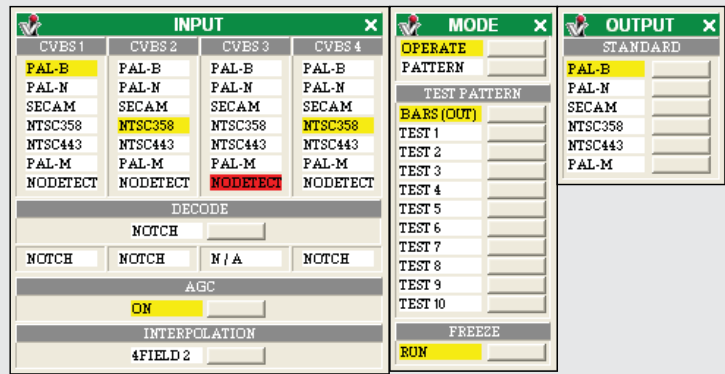 INPUT
CVBS 1 CVBS 2 CVBS 3 CVBS 4
PAL-B PAL-B PAL-B PAL-B
PAL-N PAL-N PAL-N PAL-N
SECAM SECAM SECAM SECAM
NTSC358 NTSC358 NTSC358 NTSC358
NTSC443 NTSC443 NTSC443 NTSC443
PAL-M PAL-M PAL-M PAL-M
NODETECT NODETECT NODETECT NODETECT
DECODE
NOTCH
NOTCH NOTCH N / A NOTCH
AGC
ON
INTERPOLATION
4FIELD 2
MODE
OPERATE
PATTERN
TEST PATTERN
BARS (OUT)
TEST 1
TEST 2
TEST 3
TEST 4
TEST 5
TEST 6
TEST 7
TEST 8
TEST 9
TEST 10
FREEZE
RUN
OUTPUT
STANDARD
PAL-B
PAL-N
SECAM
NTSC358
NTSC443
PAL-M